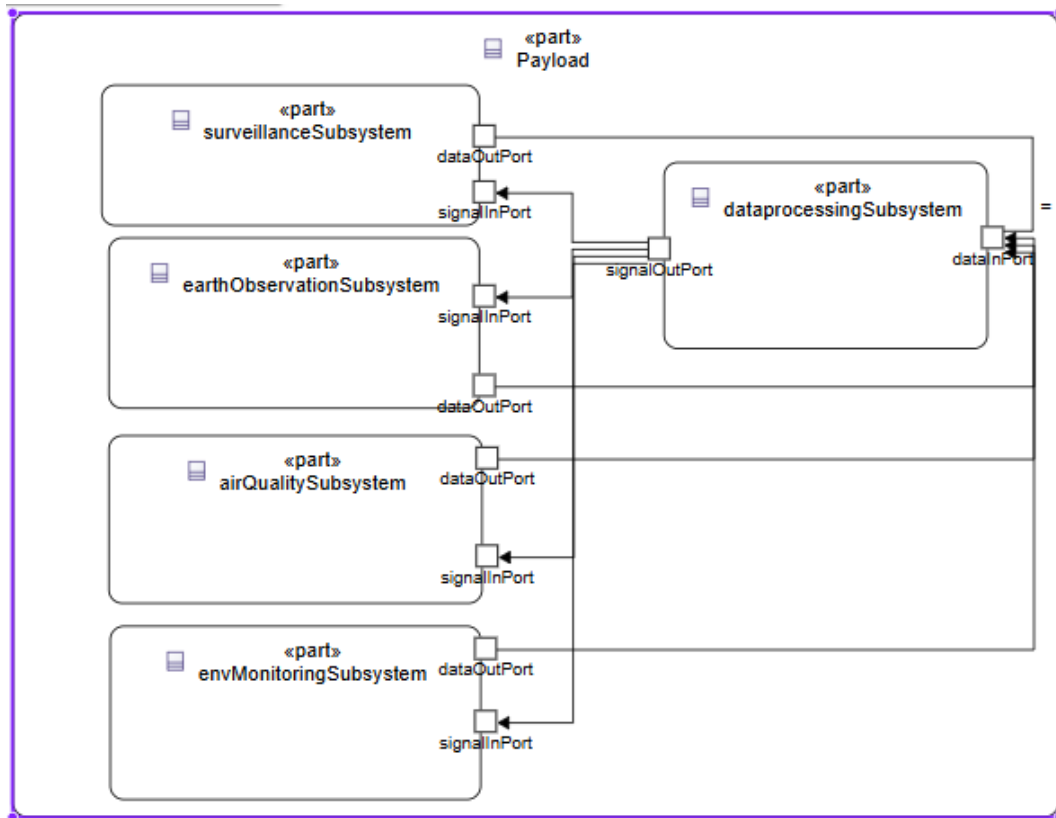 «part»
Payload
«part»
surveillanceSubsystem
dataOutPort
signalInPort
«part»
dataprocessingSubsystem
signalOutPort
dataInPort
=
«part»
earthObservationSubsystem
signalInPort
dataOutPort
«part»
airQualitySubsystem
dataOutPort
signalInPort
«part»
envMonitoringSubsystem
dataOutPort
signalInPort